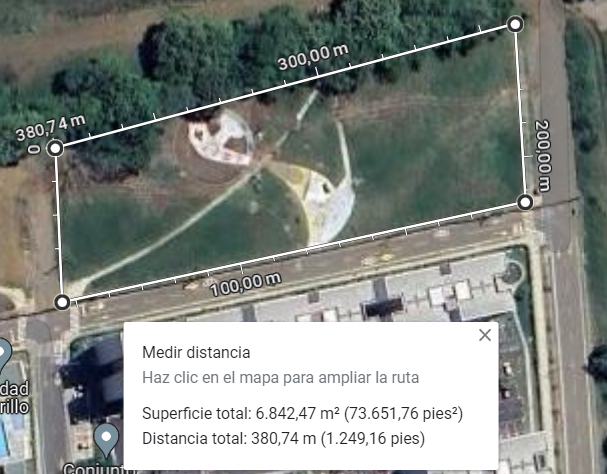 300,00 m
380,74 m
0
200,00 m
100,00 m
Medir distancia
Haz clic en el mapa para ampliar la ruta
Superficie total: 6.842,47 m² (73.651,76 pies²)
Distancia total: 380,74 m (1.249,16 pies)
dad
rillo
Conjunto